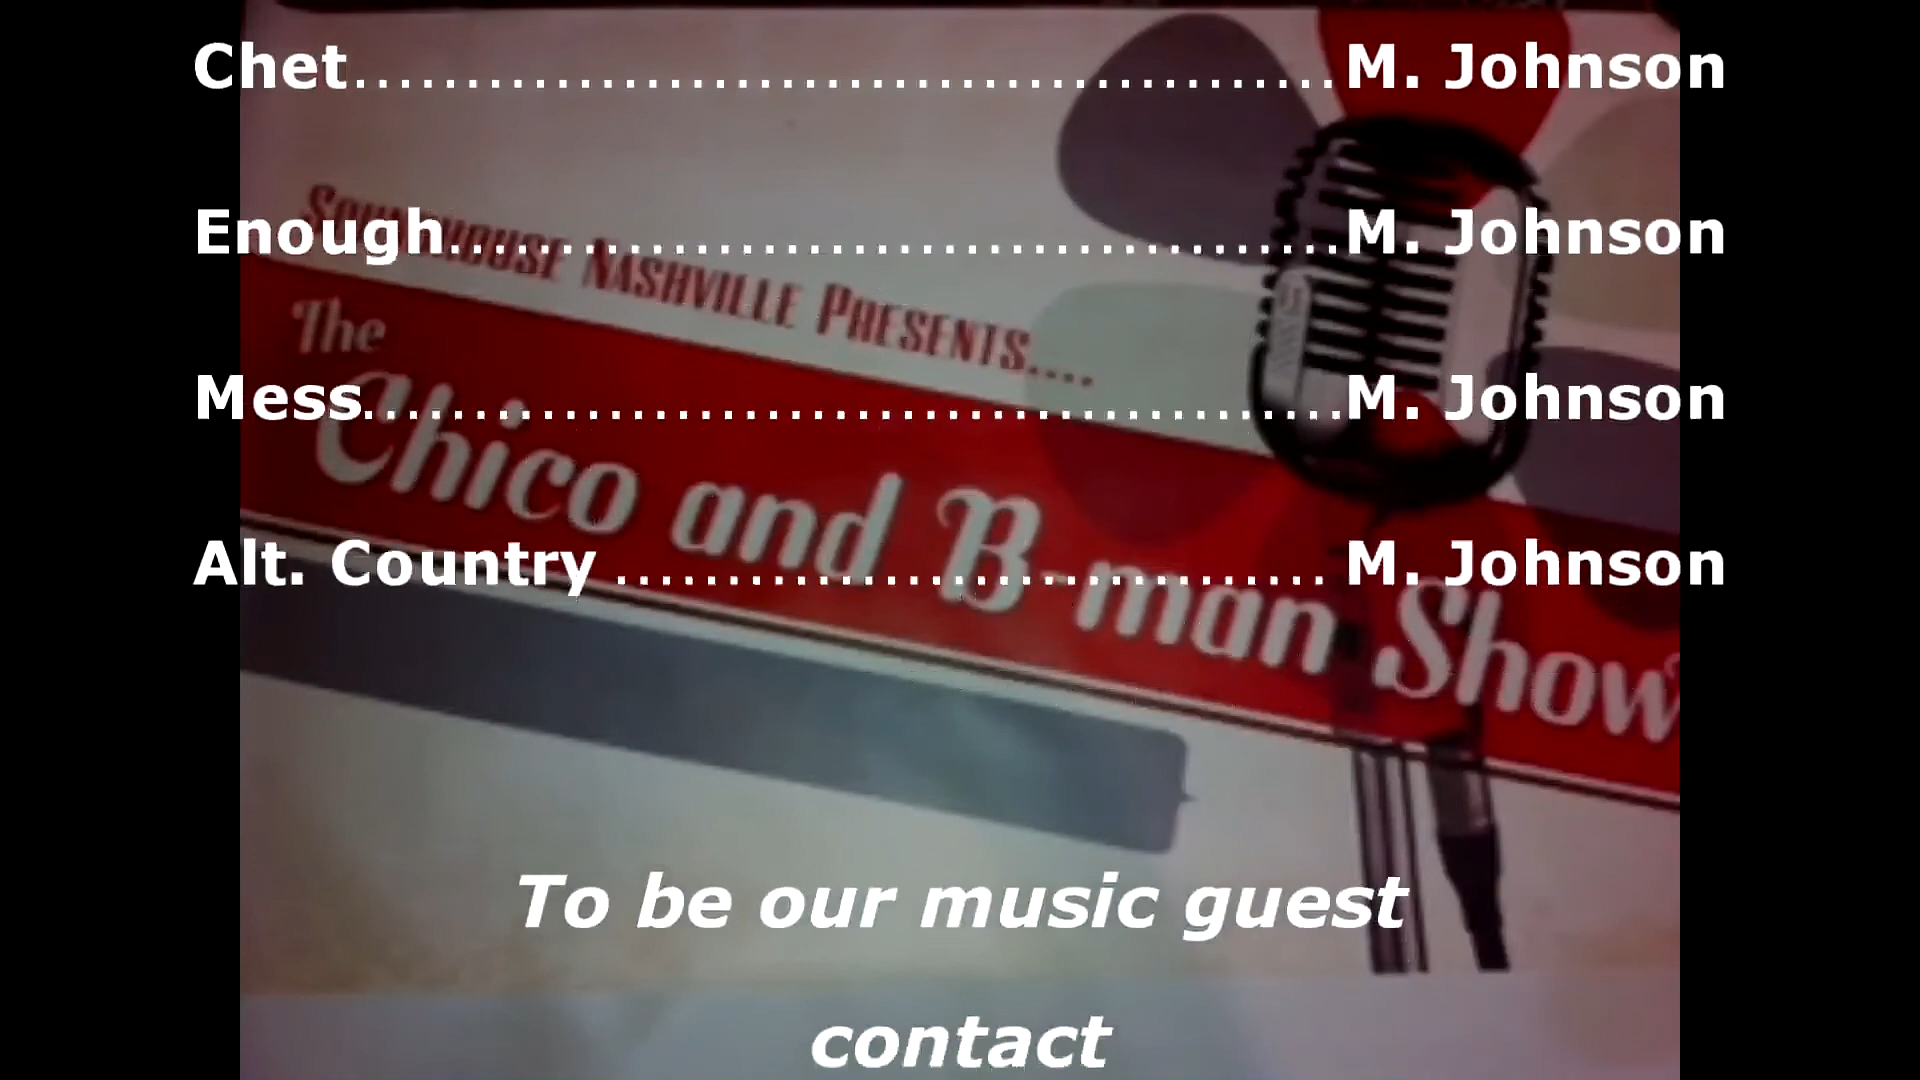 Chet............................................M. Johnson
Enough........................................M. Johnson
Mess............................................M. Johnson
Alt. Country ................................ M. Johnson
Soundhouse Nashville Presents....
The
Chico and B-man Show
To be our music guest
contact